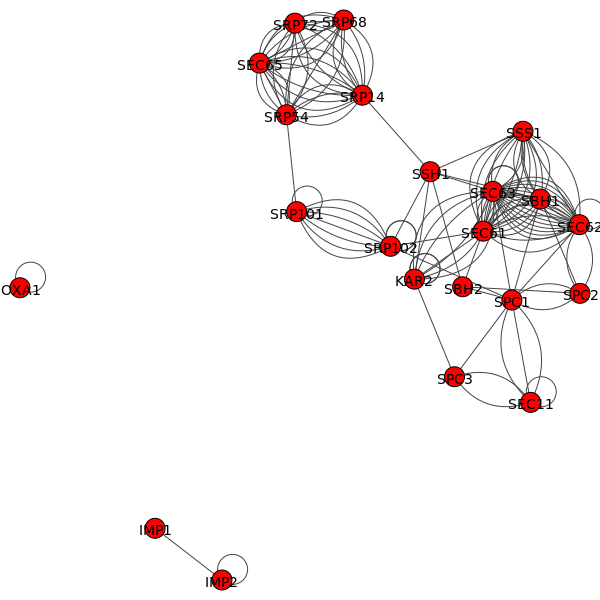 SRP72
SRP68
SEC65
SRP14
SRP54
SSS1
SSH1
SEC63
SBH1
SRP101
SEC61
SEC62
SRP102
KAR2
SBH2
OXA1
SPC1
SPC2
SPC3
SEC11
IMP1
IMP2